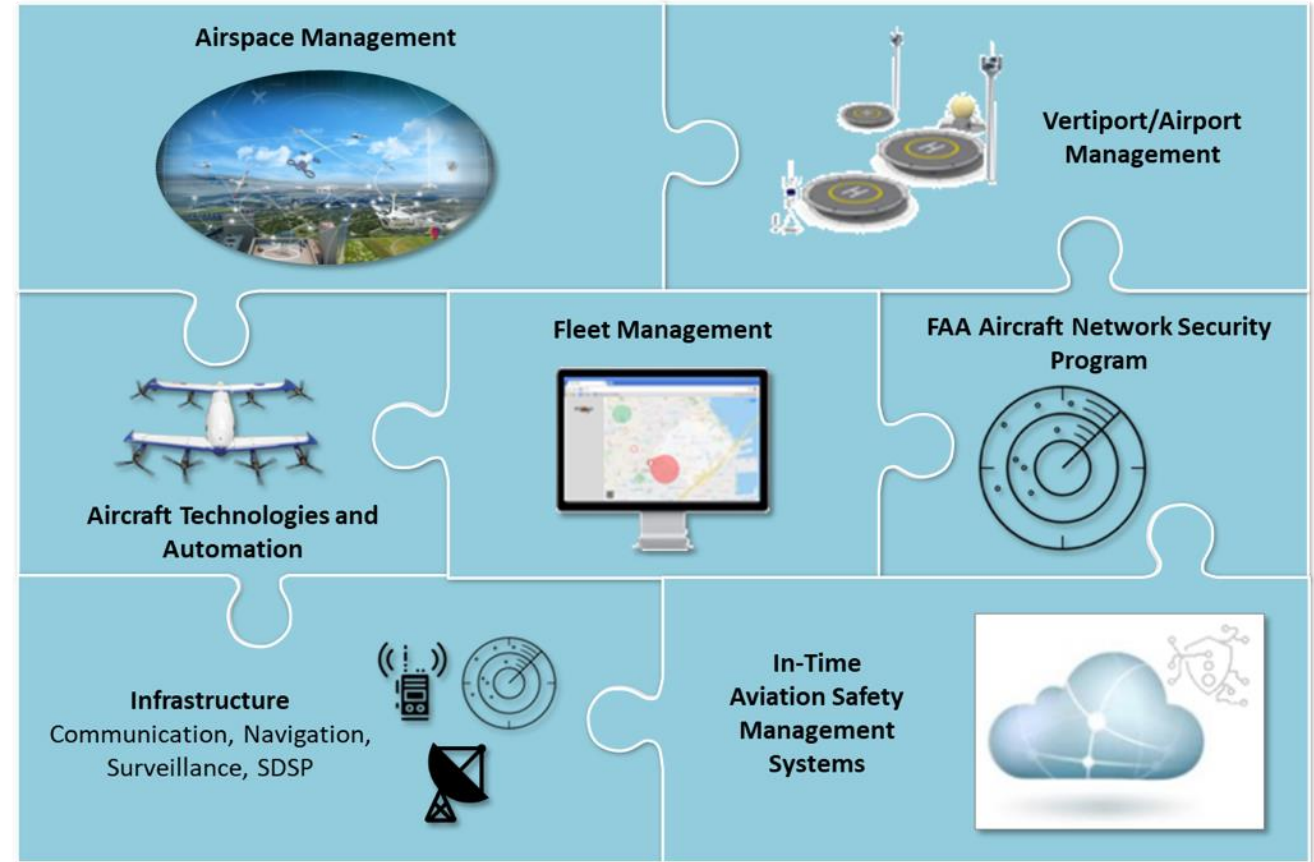 Airspace Management
Vertiport/Airport
Management
Fleet Management
FAA Aircraft Network Security
Program
Aircraft Technologies and
Automation
Infrastructure
Communication, Navigation,
Surveillance, SDSP
In-Time
Aviation Safety
Management
Systems